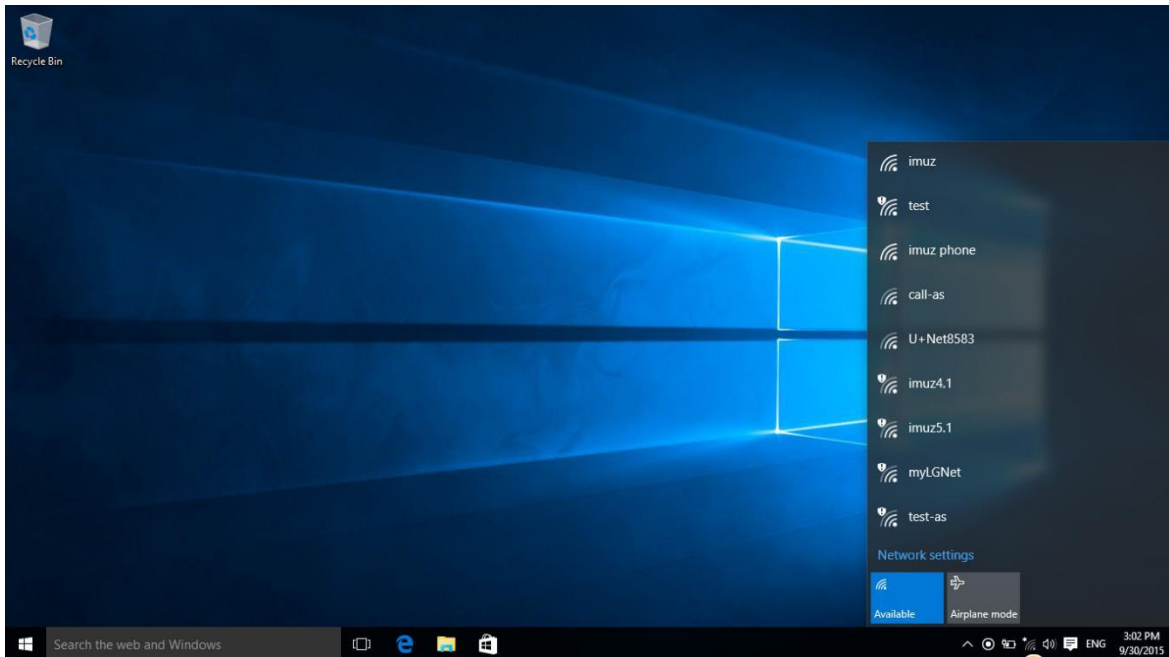 Recycle Bin
imuz
test
imuz phone
call-as
U+Net8583
imuz4.1
imuz5.1
myLGNet
test-as
Network settings
Available
Airplane mode
Search the web and Windows
ENG
3:02 PM
9/30/2015